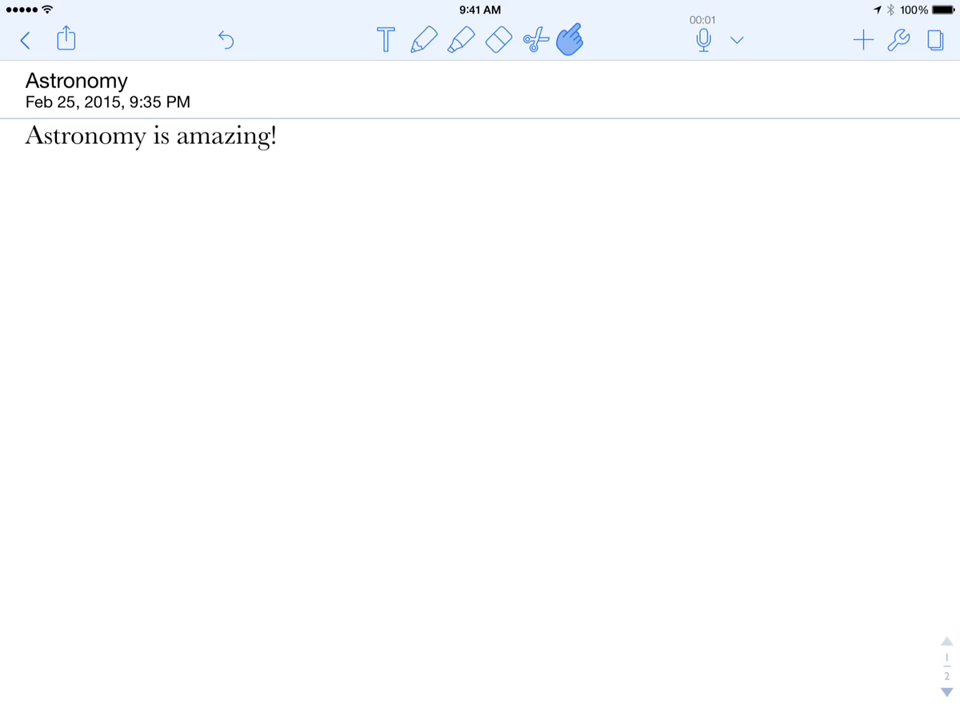 9:41 AM
100%
00:01
T
Astronomy
Feb 25, 2015, 9:35 PM
Astronomy is amazing!
1
2